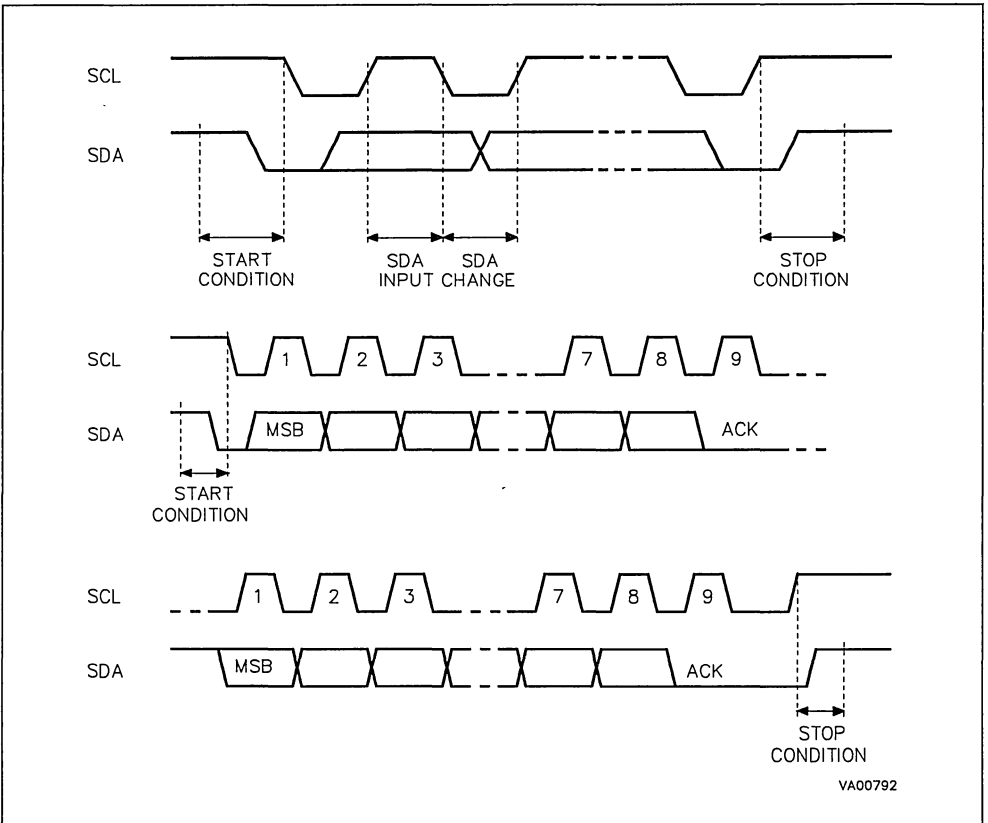 SCL
SDA
START
CONDITION
SDA
INPUT
SDA
CHANGE
STOP
CONDITION
SCL
1 2 3 7 8 9
SDA
MSB
ACK
START
CONDITION
SCL
1 2 3 7 8 9
SDA
MSB
ACK
STOP
CONDITION
VA00792